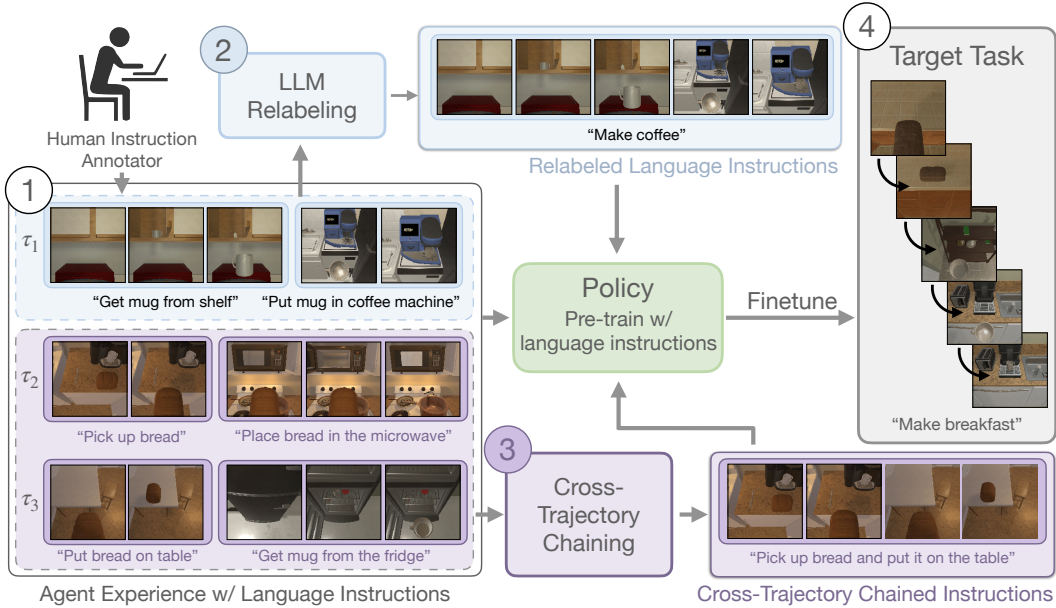 Human Instruction
Annotator
2
LLM
Relabeling
“Make coffee”
Relabeled Language Instructions
4
Target Task
“Make breakfast”
1
τ1
“Get mug from shelf”
“Put mug in coffee machine”
τ2
“Pick up bread”
“Place bread in the microwave”
τ3
“Put bread on table”
“Get mug from the fridge”
Agent Experience w/ Language Instructions
Policy
Pre-train w/
language instructions
Finetune
3
Cross-
Trajectory
Chaining
“Pick up bread and put it on the table”
Cross-Trajectory Chained Instructions